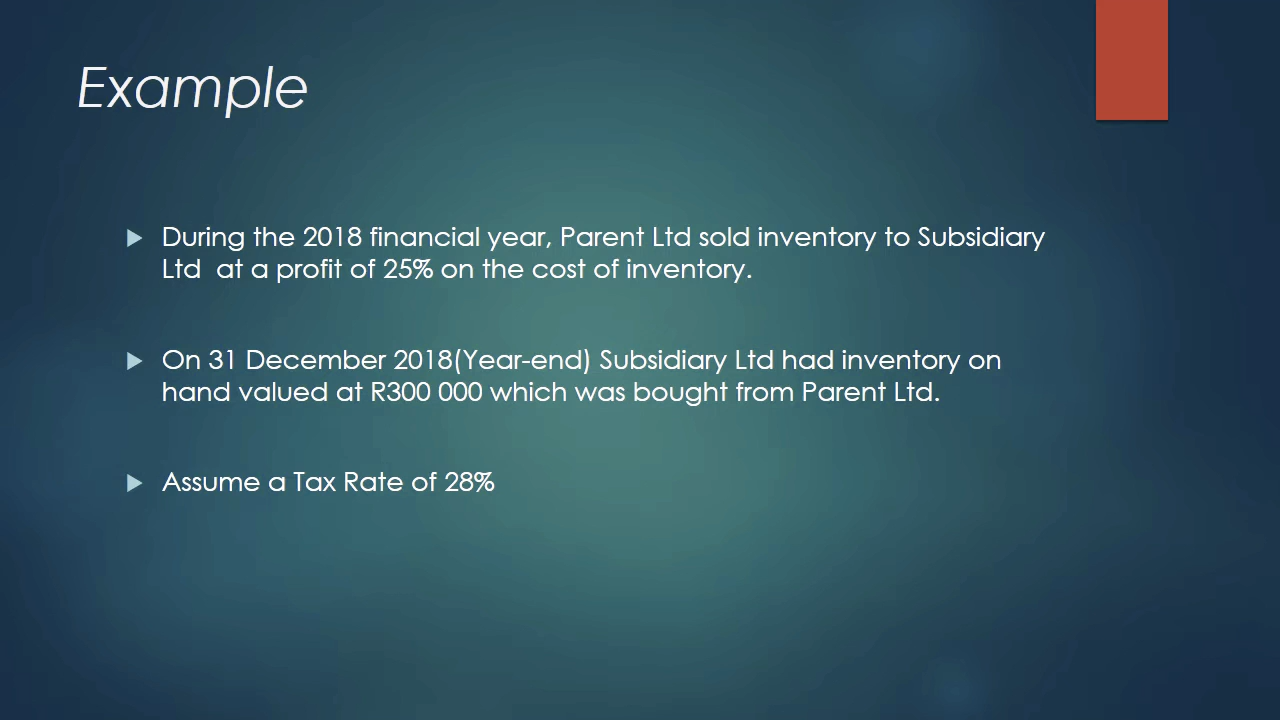 Example
During the 2018 financial year, Parent Ltd sold inventory to Subsidiary
Ltd  at a profit of 25% on the cost of inventory.
On 31 December 2018(Year-end) Subsidiary Ltd had inventory on
hand valued at R300 000 which was bought from Parent Ltd.
Assume a Tax Rate of 28%